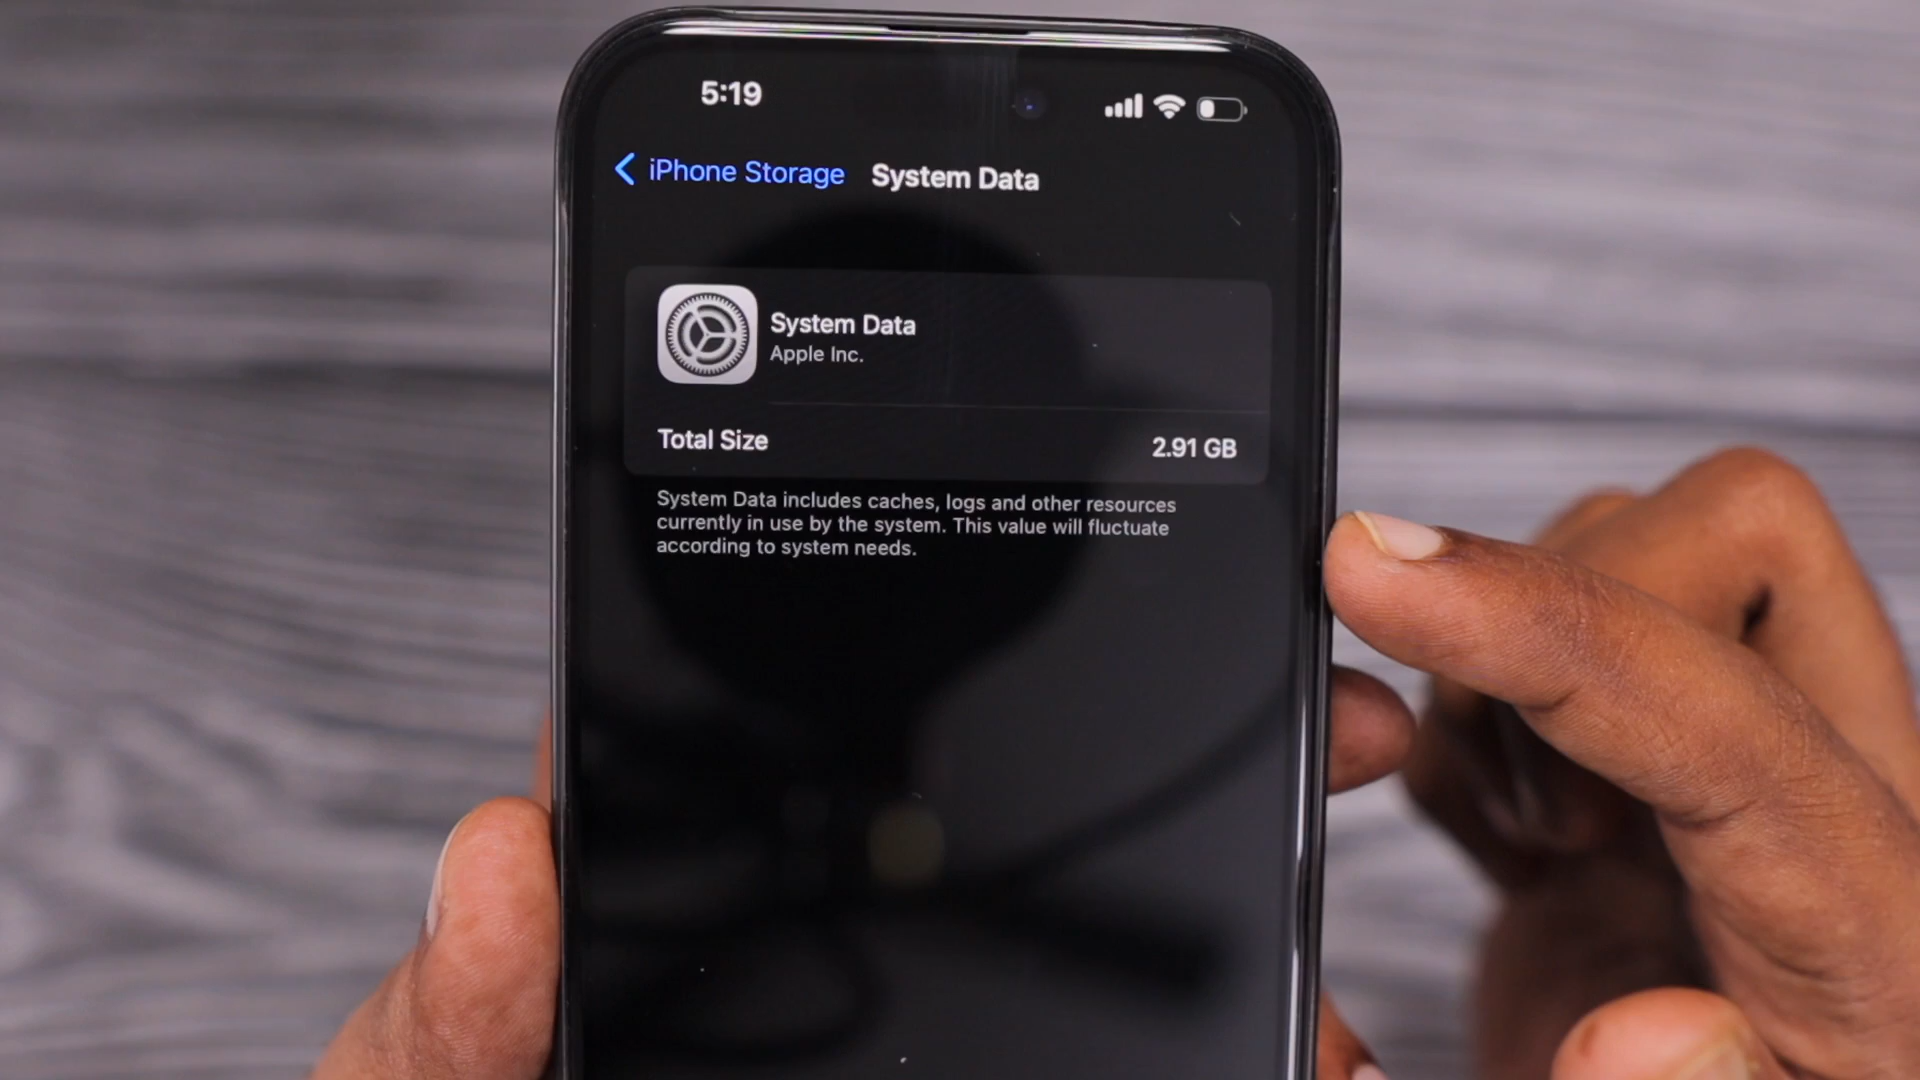 5:19
iPhone Storage System Data
System Data
Apple Inc.
Total Size 2.91 GB
System Data includes caches, logs and other resources
currently in use by the system. This value will fluctuate
according to system needs.